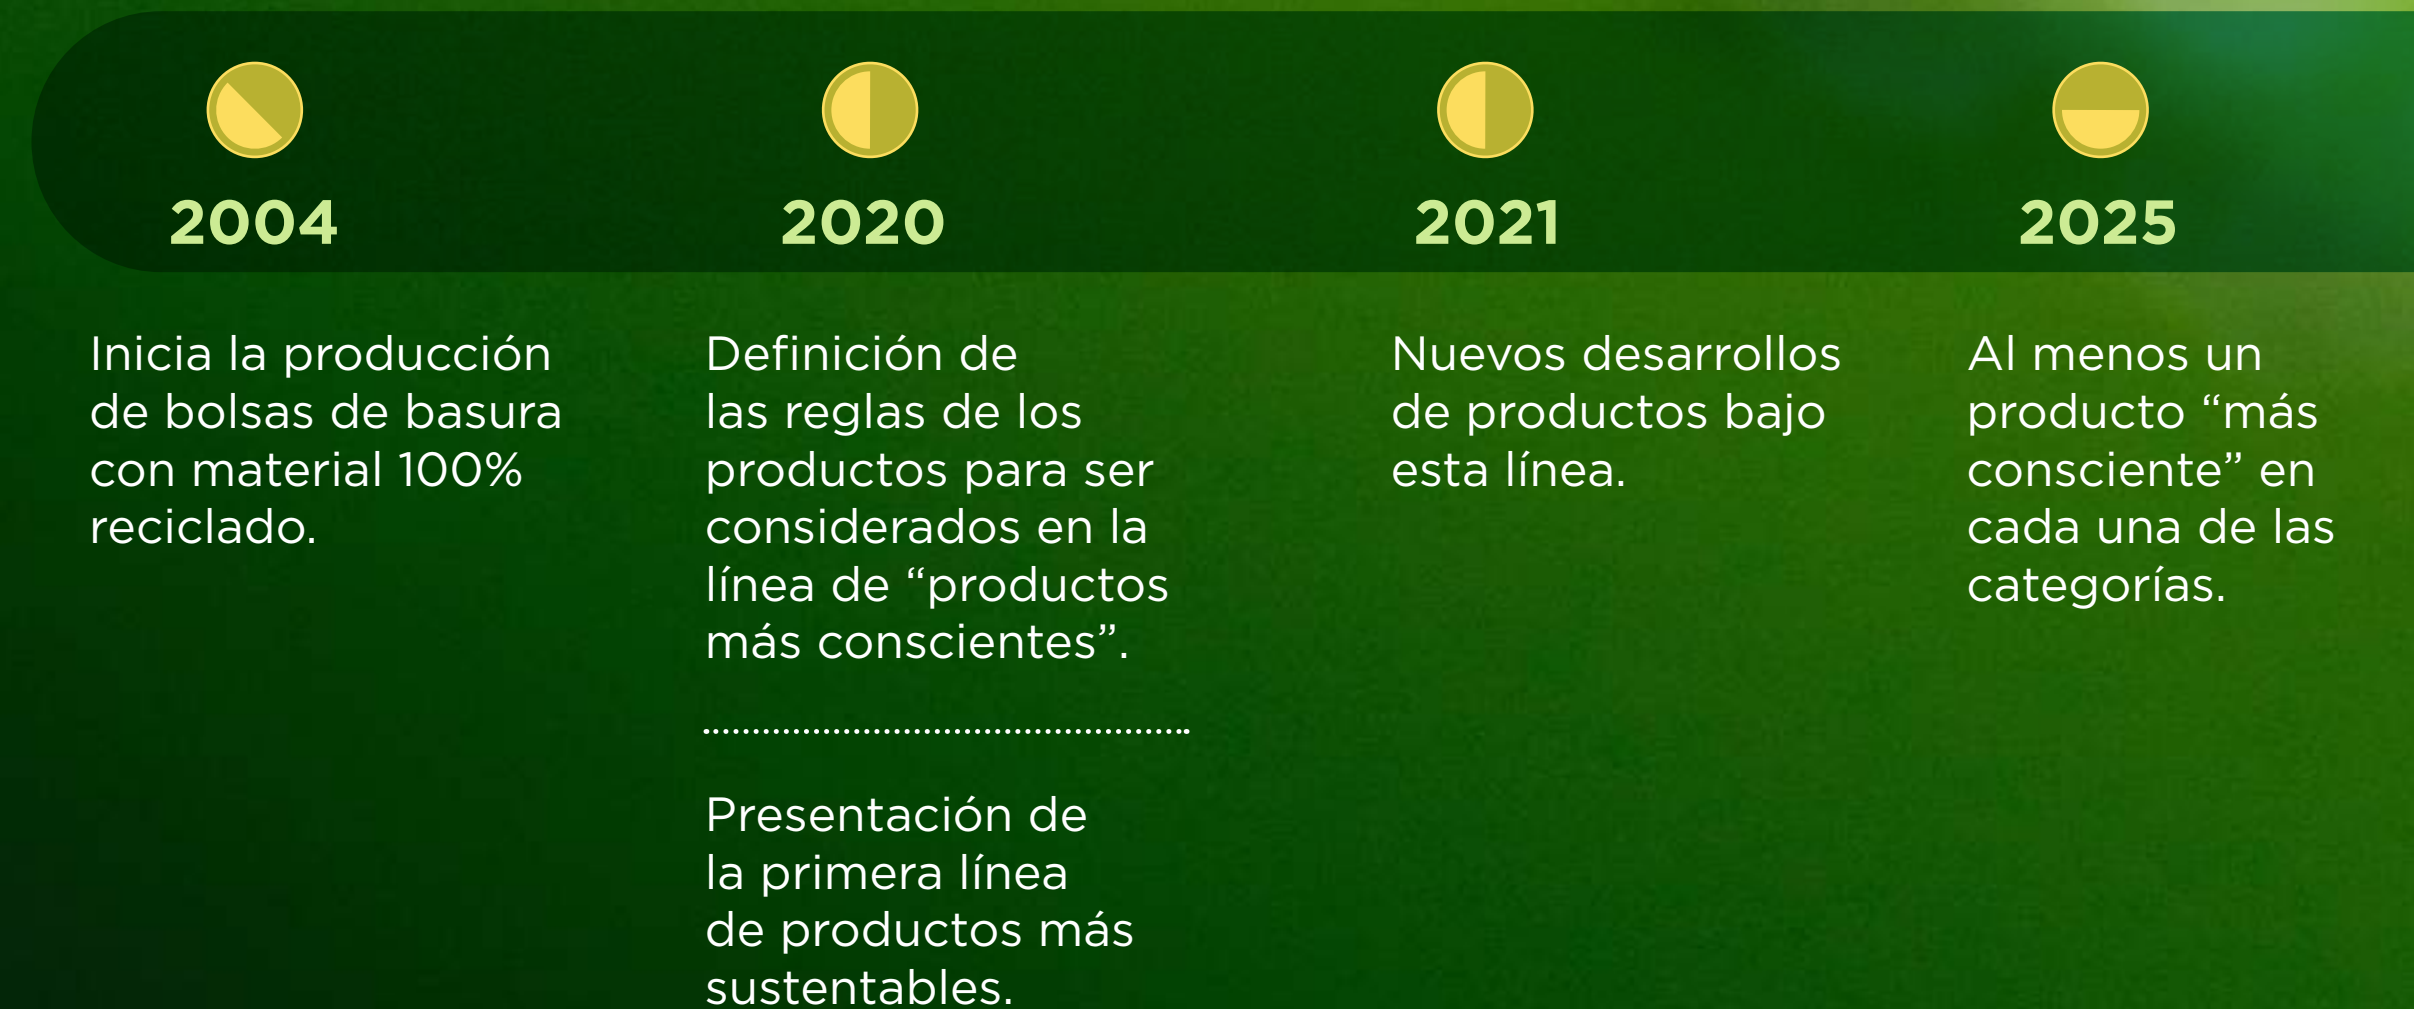 2004
Inicia la producción
de bolsas de basura
con material 100%
reciclado.
2020
Definición de
las reglas de los
productos para ser
considerados en la
línea de “productos
más conscientes”.
Presentación de
la primera línea
de productos más
sustentables.
2021
Nuevos desarrollos
de productos bajo
esta línea.
2025
Al menos un
producto “más
consciente” en
cada una de las
categorías.